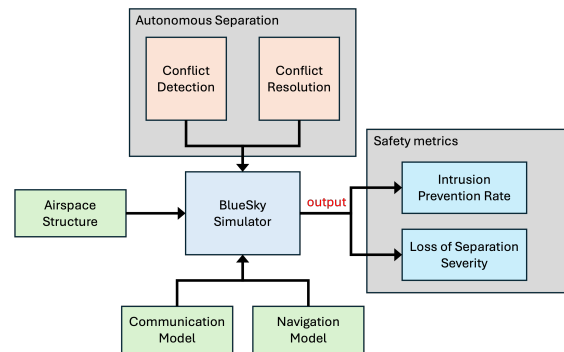 Autonomous Separation
Conflict
Detection
Conflict
Resolution
Safety metrics
Airspace
Structure
BlueSky
Simulator
output
Intrusion
Prevention Rate
Loss of Separation
Severity
Communication
Model
Navigation
Model